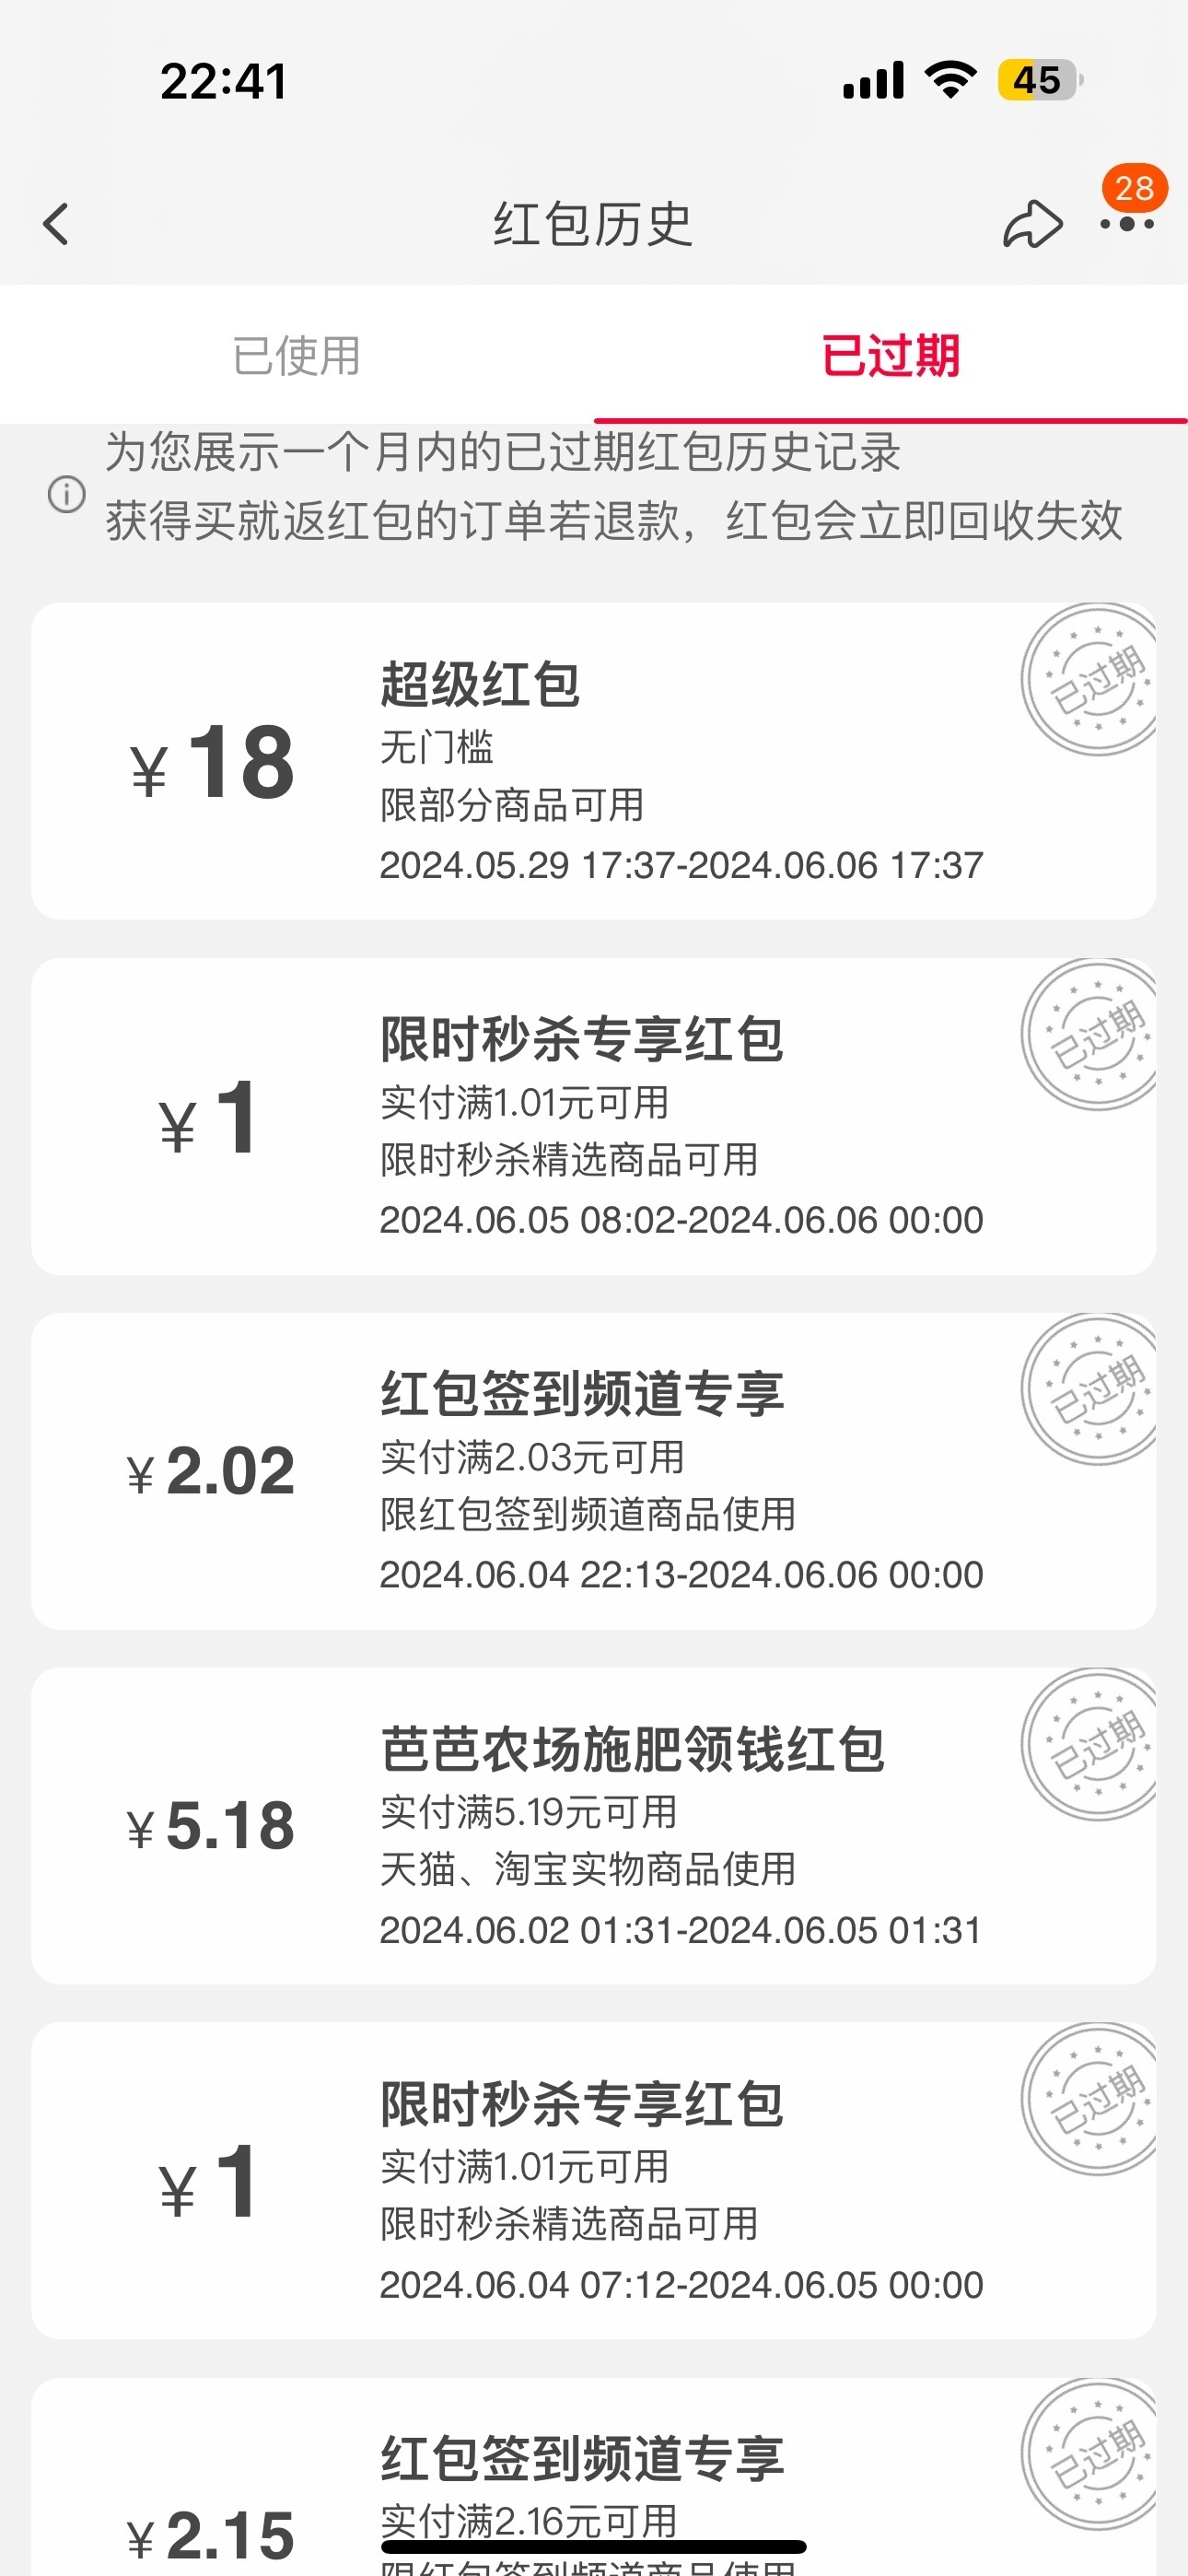 22:41
45
红包历史
28
已使用
已过期
为您展示一个月内的已过期红包历史记录
获得买就返红包的订单若退款，红包会立即回收失效
超级红包
已过期
¥ 18
无门槛
限部分商品可用
2024.05.29 17:37-2024.06.06 17:37
限时秒杀专享红包
已过期
¥ 1
实付满1.01元可用
限时秒杀精选商品可用
2024.06.05 08:02-2024.06.06 00:00
红包签到频道专享
已过期
¥ 2.02
实付满2.03元可用
限红包签到频道商品使用
2024.06.04 22:13-2024.06.06 00:00
芭芭农场施肥领钱红包
已过期
¥ 5.18
实付满5.19元可用
天猫、淘宝实物商品使用
2024.06.02 01:31-2024.06.05 01:31
限时秒杀专享红包
已过期
¥ 1
实付满1.01元可用
限时秒杀精选商品可用
2024.06.04 07:12-2024.06.05 00:00
红包签到频道专享
已过期
¥ 2.15
实付满2.16元可用
限红包签到频道商品使用